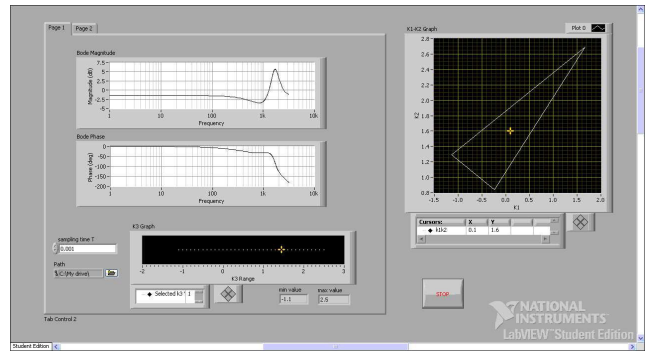 Page 1
Page 2
Bode Magnitude
Magnitude (dB)
7.5
5
2.5
0
-2.5
-5
1
10
100
1k
10k
Frequency
Bode Phase
Phase (deg)
0
-50
-100
-150
-200
1
10
100
1k
10k
Frequency
K3 Graph
-2
-1
0
1
2
3
K3 Range
sampling time T
0.001
Path
C:\(My drive)
Selected k3
1
min value
-1.1
max value
2.5
Tab Control 2
K1-K2 Graph
Plot 0
K2
2.8
2.6
2.4
2.2
2.0
1.8
1.6
1.4
1.2
1.0
0.8
-1.5
-1.0
-0.5
0.0
0.5
1.0
1.5
2.0
K1
Cursors:
X
Y
k1k2
0.1
1.6
STOP
NATIONAL
INSTRUMENTS
LabVIEW™ Student Edition
Student Edition